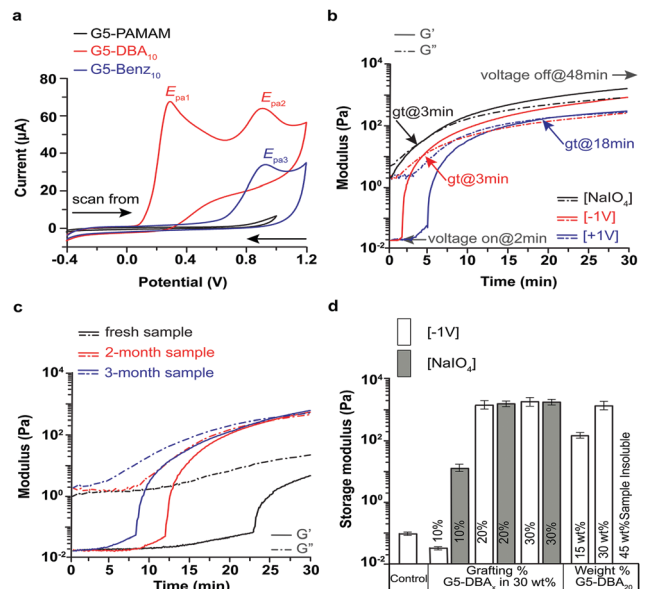 a
G5-PAMAM
G5-DBA10
G5-Benz10
80
60
40
20
0
Current (µA)
Epa1
Epa2
Epa3
scan from
-0.4 0.0 0.4 0.8 1.2
Potential (V)
b
G'
G"
10^4
10^2
10^0
10^-2
Modulus (Pa)
voltage off@48min
gt@3min
gt@18min
gt@3min
[NaIO4]
[-1V]
[+1V]
voltage on@2min
0 5 10 15 20 25 30
Time (min)
c
fresh sample
2-month sample
3-month sample
10^4
10^2
10^0
10^-2
Modulus (Pa)
G'
G"
0 5 10 15 20 25 30
Time (min)
d
[-1V]
[NaIO4]
10^4
10^2
10^0
10^-2
Storage modulus (Pa)
10%
10%
20%
20%
30%
30%
15 wt%
30 wt%
45 wt% Sample Insoluble
Control
Grafting %
G5-DBAx in 30 wt%
Weight %
G5-DBA20